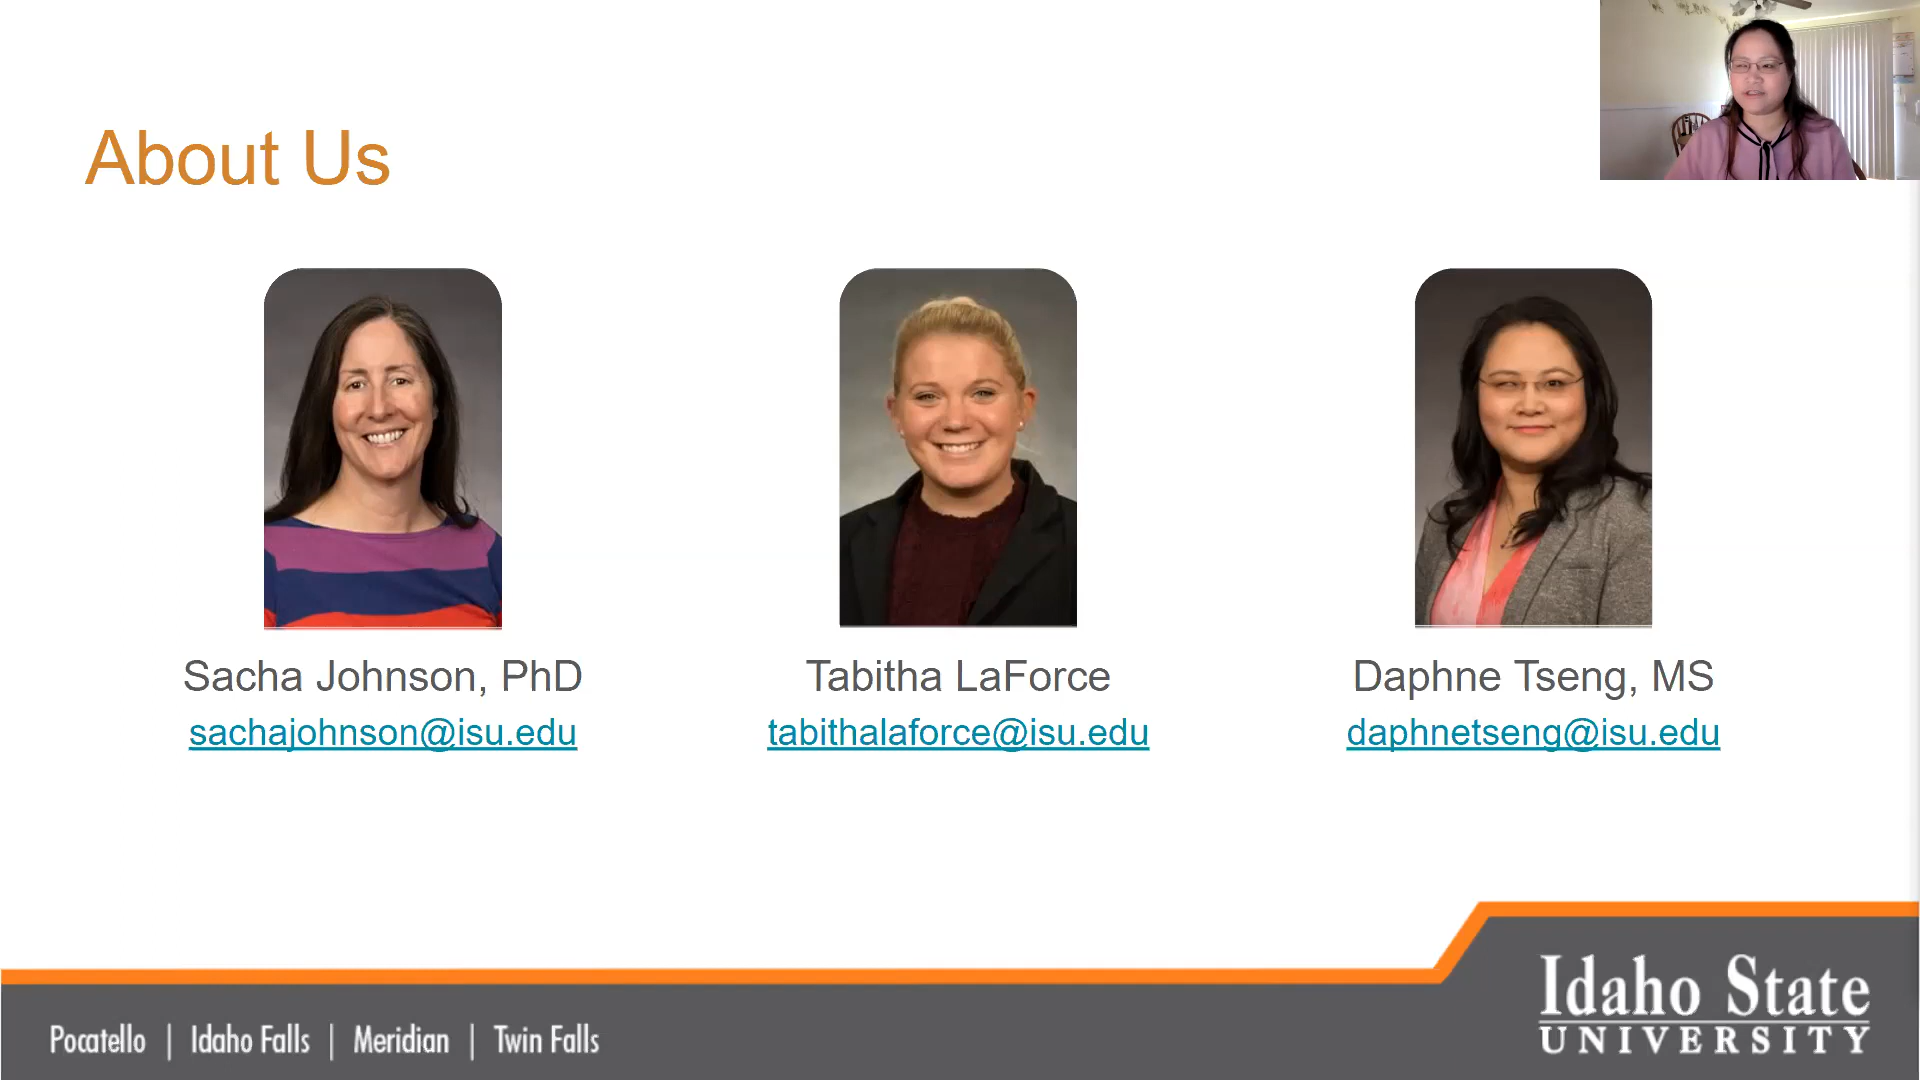 About Us
Sacha Johnson, PhD
sachajohnson@isu.edu
Tabitha LaForce
tabithalaforce@isu.edu
Daphne Tseng, MS
daphnetseng@isu.edu
Pocatello | Idaho Falls | Meridian | Twin Falls
Idaho State
UNIVERSITY